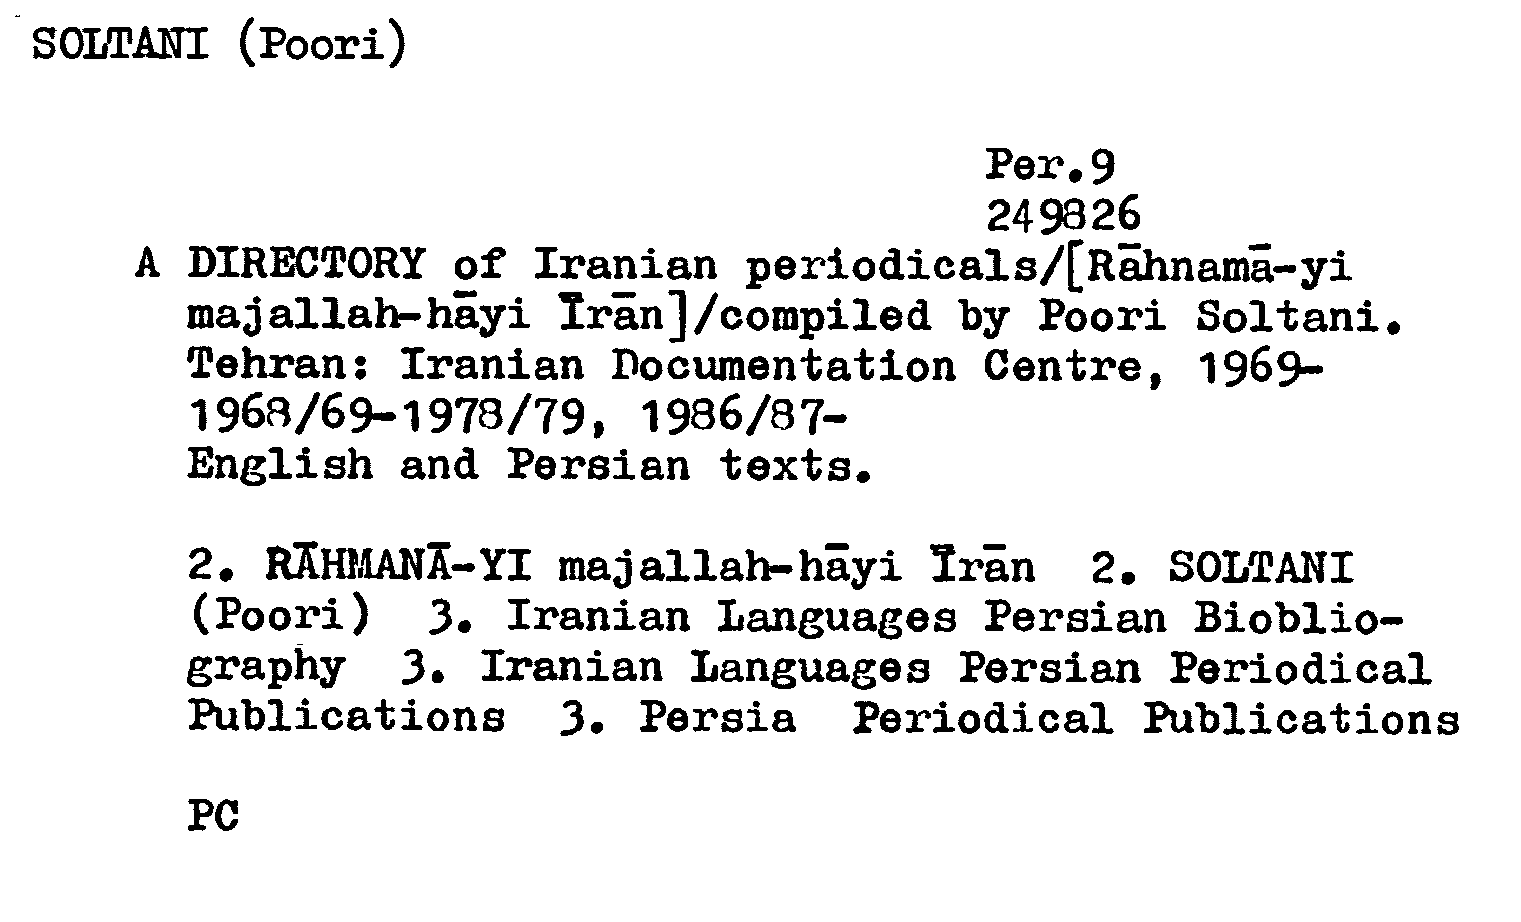 SOLTANI (Poori)
Per.9
249826
A DIRECTORY of Iranian periodicals/[Rāhnamā-yi
majallah-hāyi Īrān]/compiled by Poori Soltani.
Tehran: Iranian Documentation Centre, 1969-
1968/69-1978/79, 1986/87-
English and Persian texts.
2. RĀHMANĀ-YI majallah-hāyi Īrān 2. SOLTANI
(Poori) 3. Iranian Languages Persian Bioblio-
graphy 3. Iranian Languages Persian Periodical
Publications 3. Persia Periodical Publications
PC